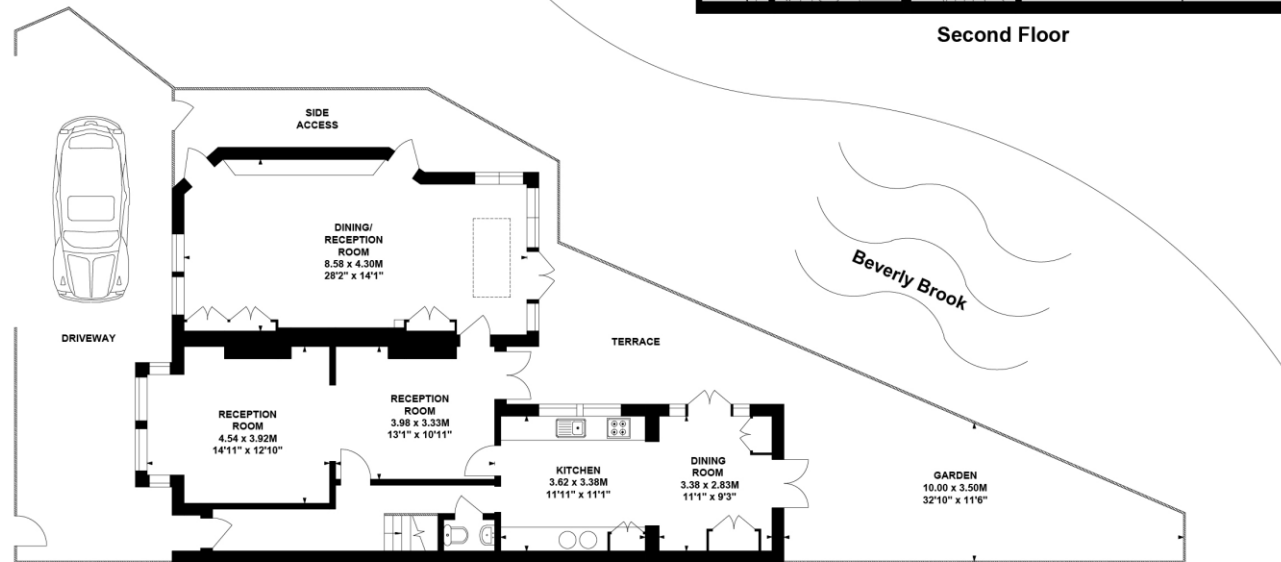 Second Floor
SIDE
ACCESS
DINING/
RECEPTION
ROOM
8.58 x 4.30M
28'2" x 14'1"
Beverly Brook
DRIVEWAY
TERRACE
RECEPTION
ROOM
4.54 x 3.92M
14'11" x 12'10"
RECEPTION
ROOM
3.98 x 3.33M
13'1" x 10'11"
KITCHEN
3.62 x 3.38M
11'11" x 11'1"
DINING
ROOM
3.38 x 2.83M
11'1" x 9'3"
GARDEN
10.00 x 3.50M
32'10" x 11'6"